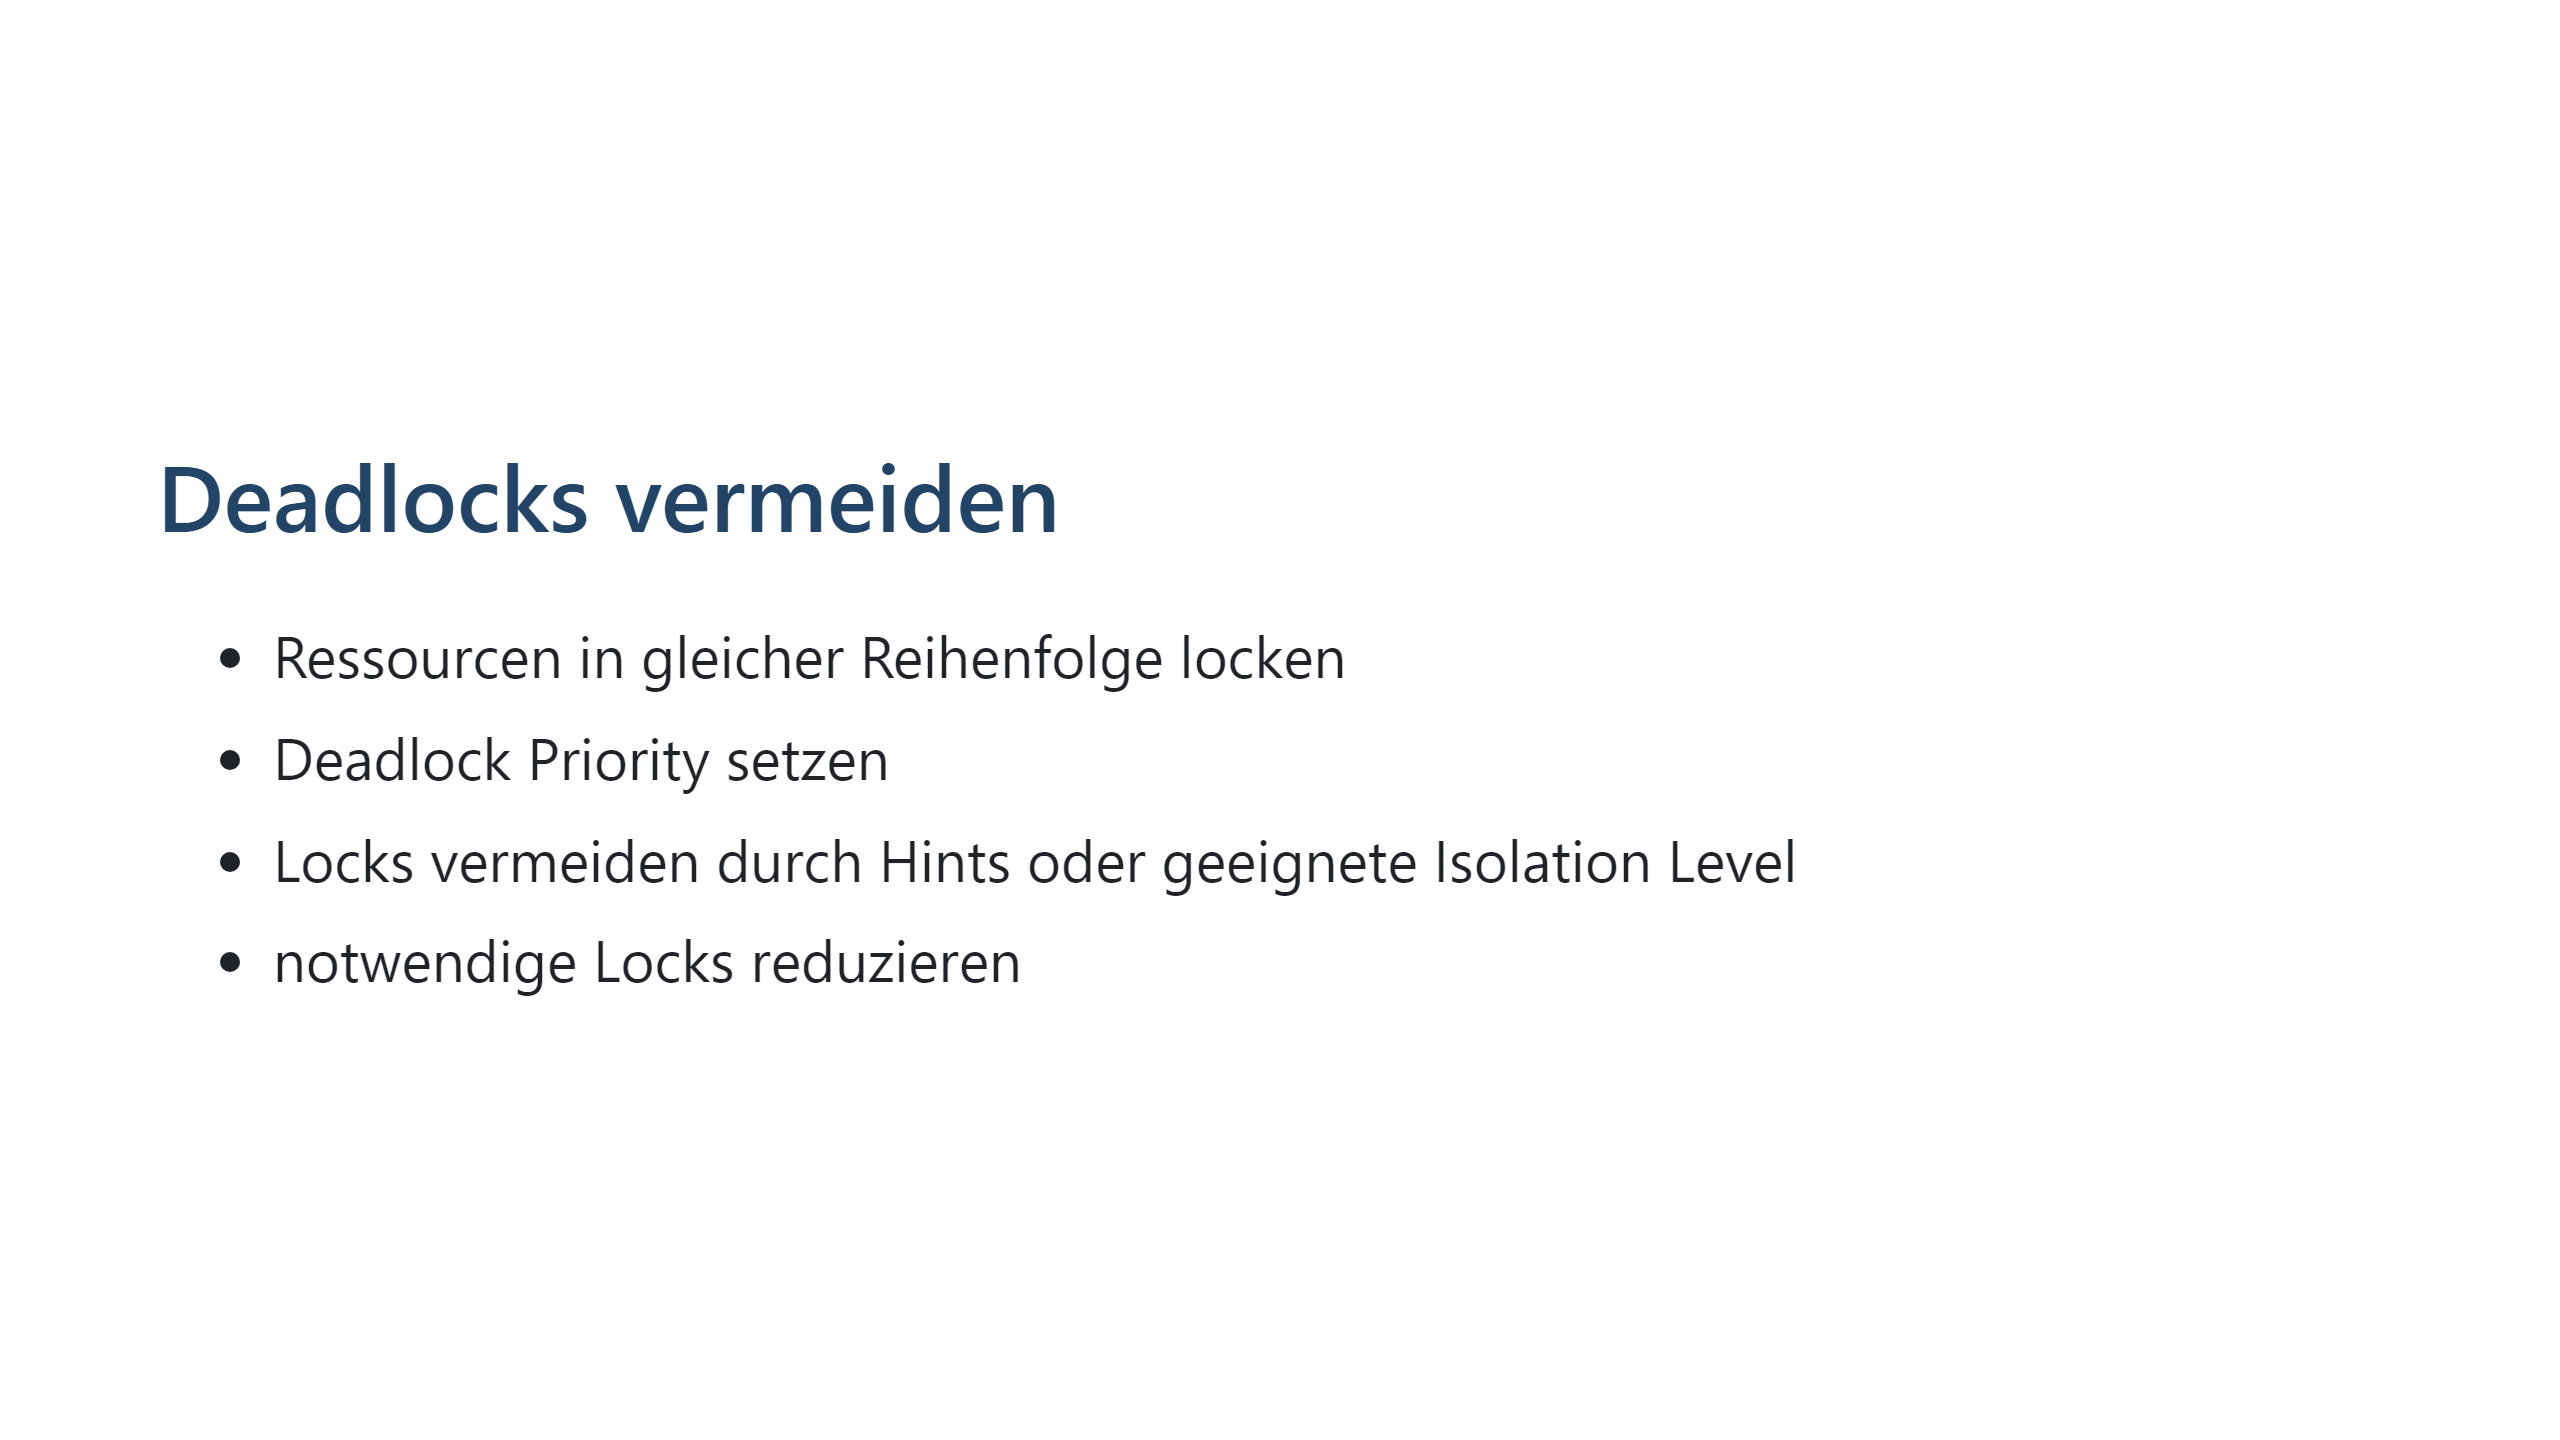 Deadlocks vermeiden
• Ressourcen in gleicher Reihenfolge locken
• Deadlock Priority setzen
• Locks vermeiden durch Hints oder geeignete Isolation Level
• notwendige Locks reduzieren